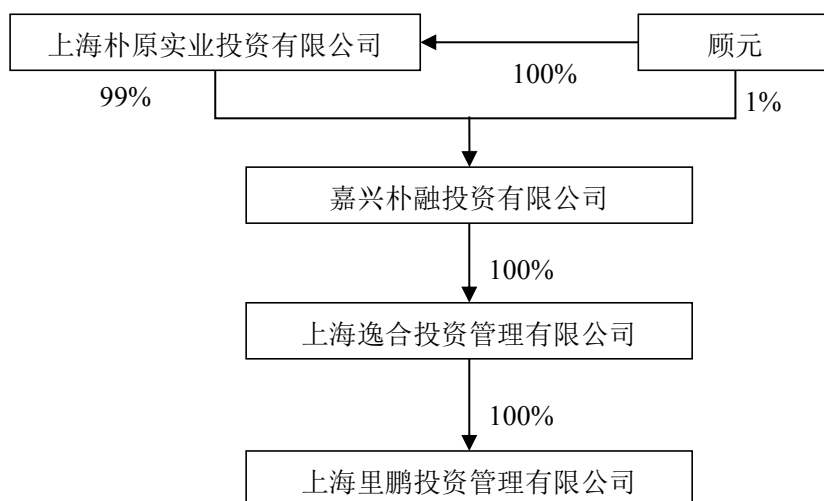 上海朴原实业投资有限公司
顾元
100%
99%
1%
嘉兴朴融投资有限公司
100%
上海逸合投资管理有限公司
100%
上海里鹏投资管理有限公司